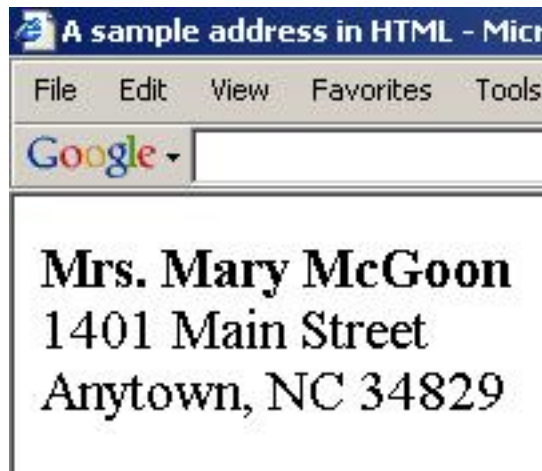 A sample address in HTML - Micr
File Edit View Favorites Tools
Google
Mrs. Mary McGoon
1401 Main Street
Anytown, NC 34829